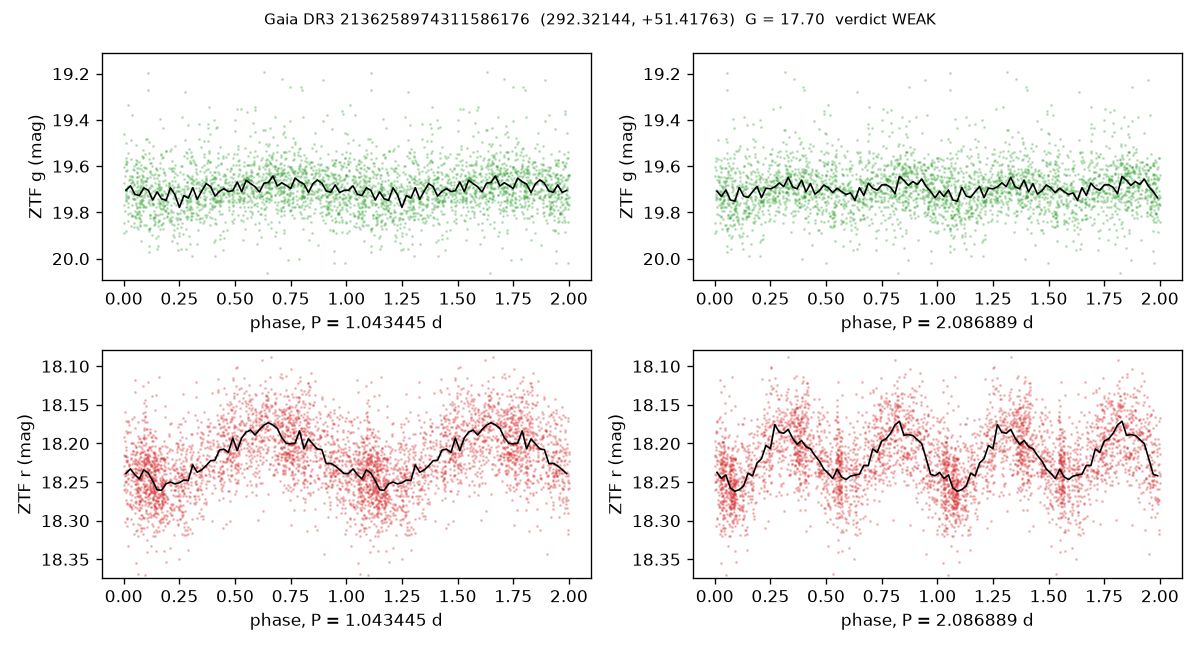 Gaia DR3 2136258974311586176 (292.32144, +51.41763) G = 17.70 verdict WEAK
ZTF g (mag)
19.2
19.4
19.6
19.8
20.0
0.00 0.25 0.50 0.75 1.00 1.25 1.50 1.75 2.00
phase, P = 1.043445 d
ZTF g (mag)
19.2
19.4
19.6
19.8
20.0
0.00 0.25 0.50 0.75 1.00 1.25 1.50 1.75 2.00
phase, P = 2.086889 d
ZTF r (mag)
18.10
18.15
18.20
18.25
18.30
18.35
0.00 0.25 0.50 0.75 1.00 1.25 1.50 1.75 2.00
phase, P = 1.043445 d
ZTF r (mag)
18.10
18.15
18.20
18.25
18.30
18.35
0.00 0.25 0.50 0.75 1.00 1.25 1.50 1.75 2.00
phase, P = 2.086889 d